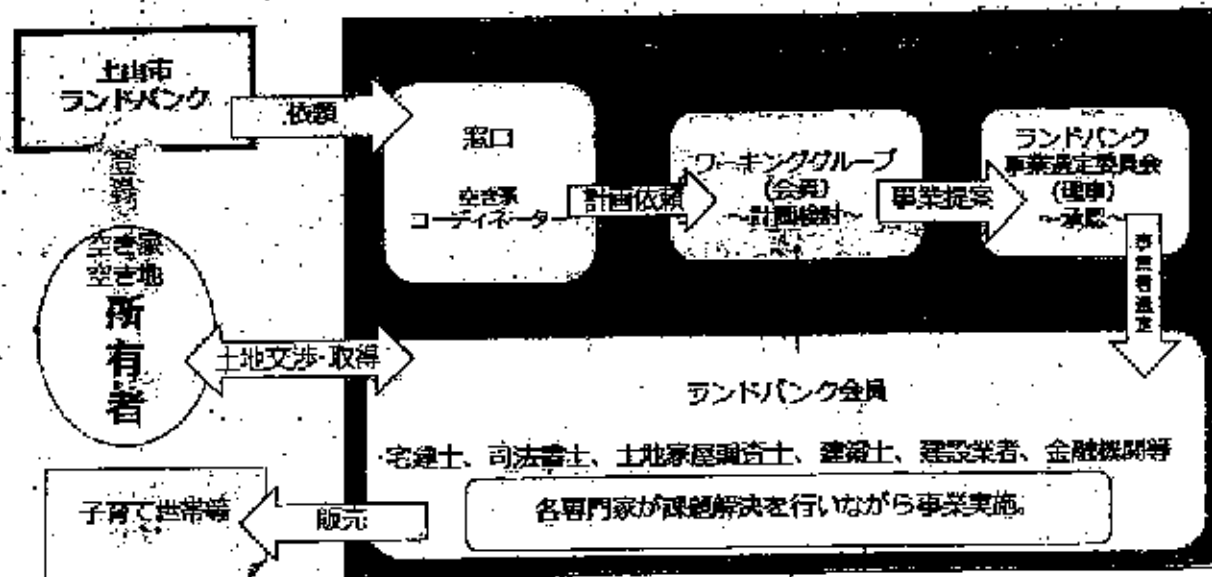 上山市
ランドバンク
依頼
窓口
空き家
コーディネーター
計画依頼
ワーキンググループ
(会員)
~計画検討~
事業提案
ランドバンク
事業選定委員会
(理事)
~承認~
事業者選定
登録
空き家
空き地
所有者
土地交渉・取得
ランドバンク会員
宅建士、司法書士、土地家屋調査士、建築士、建設業者、金融機関等
各専門家が課題解決を行いながら事業実施。
販売
子育て世帯等